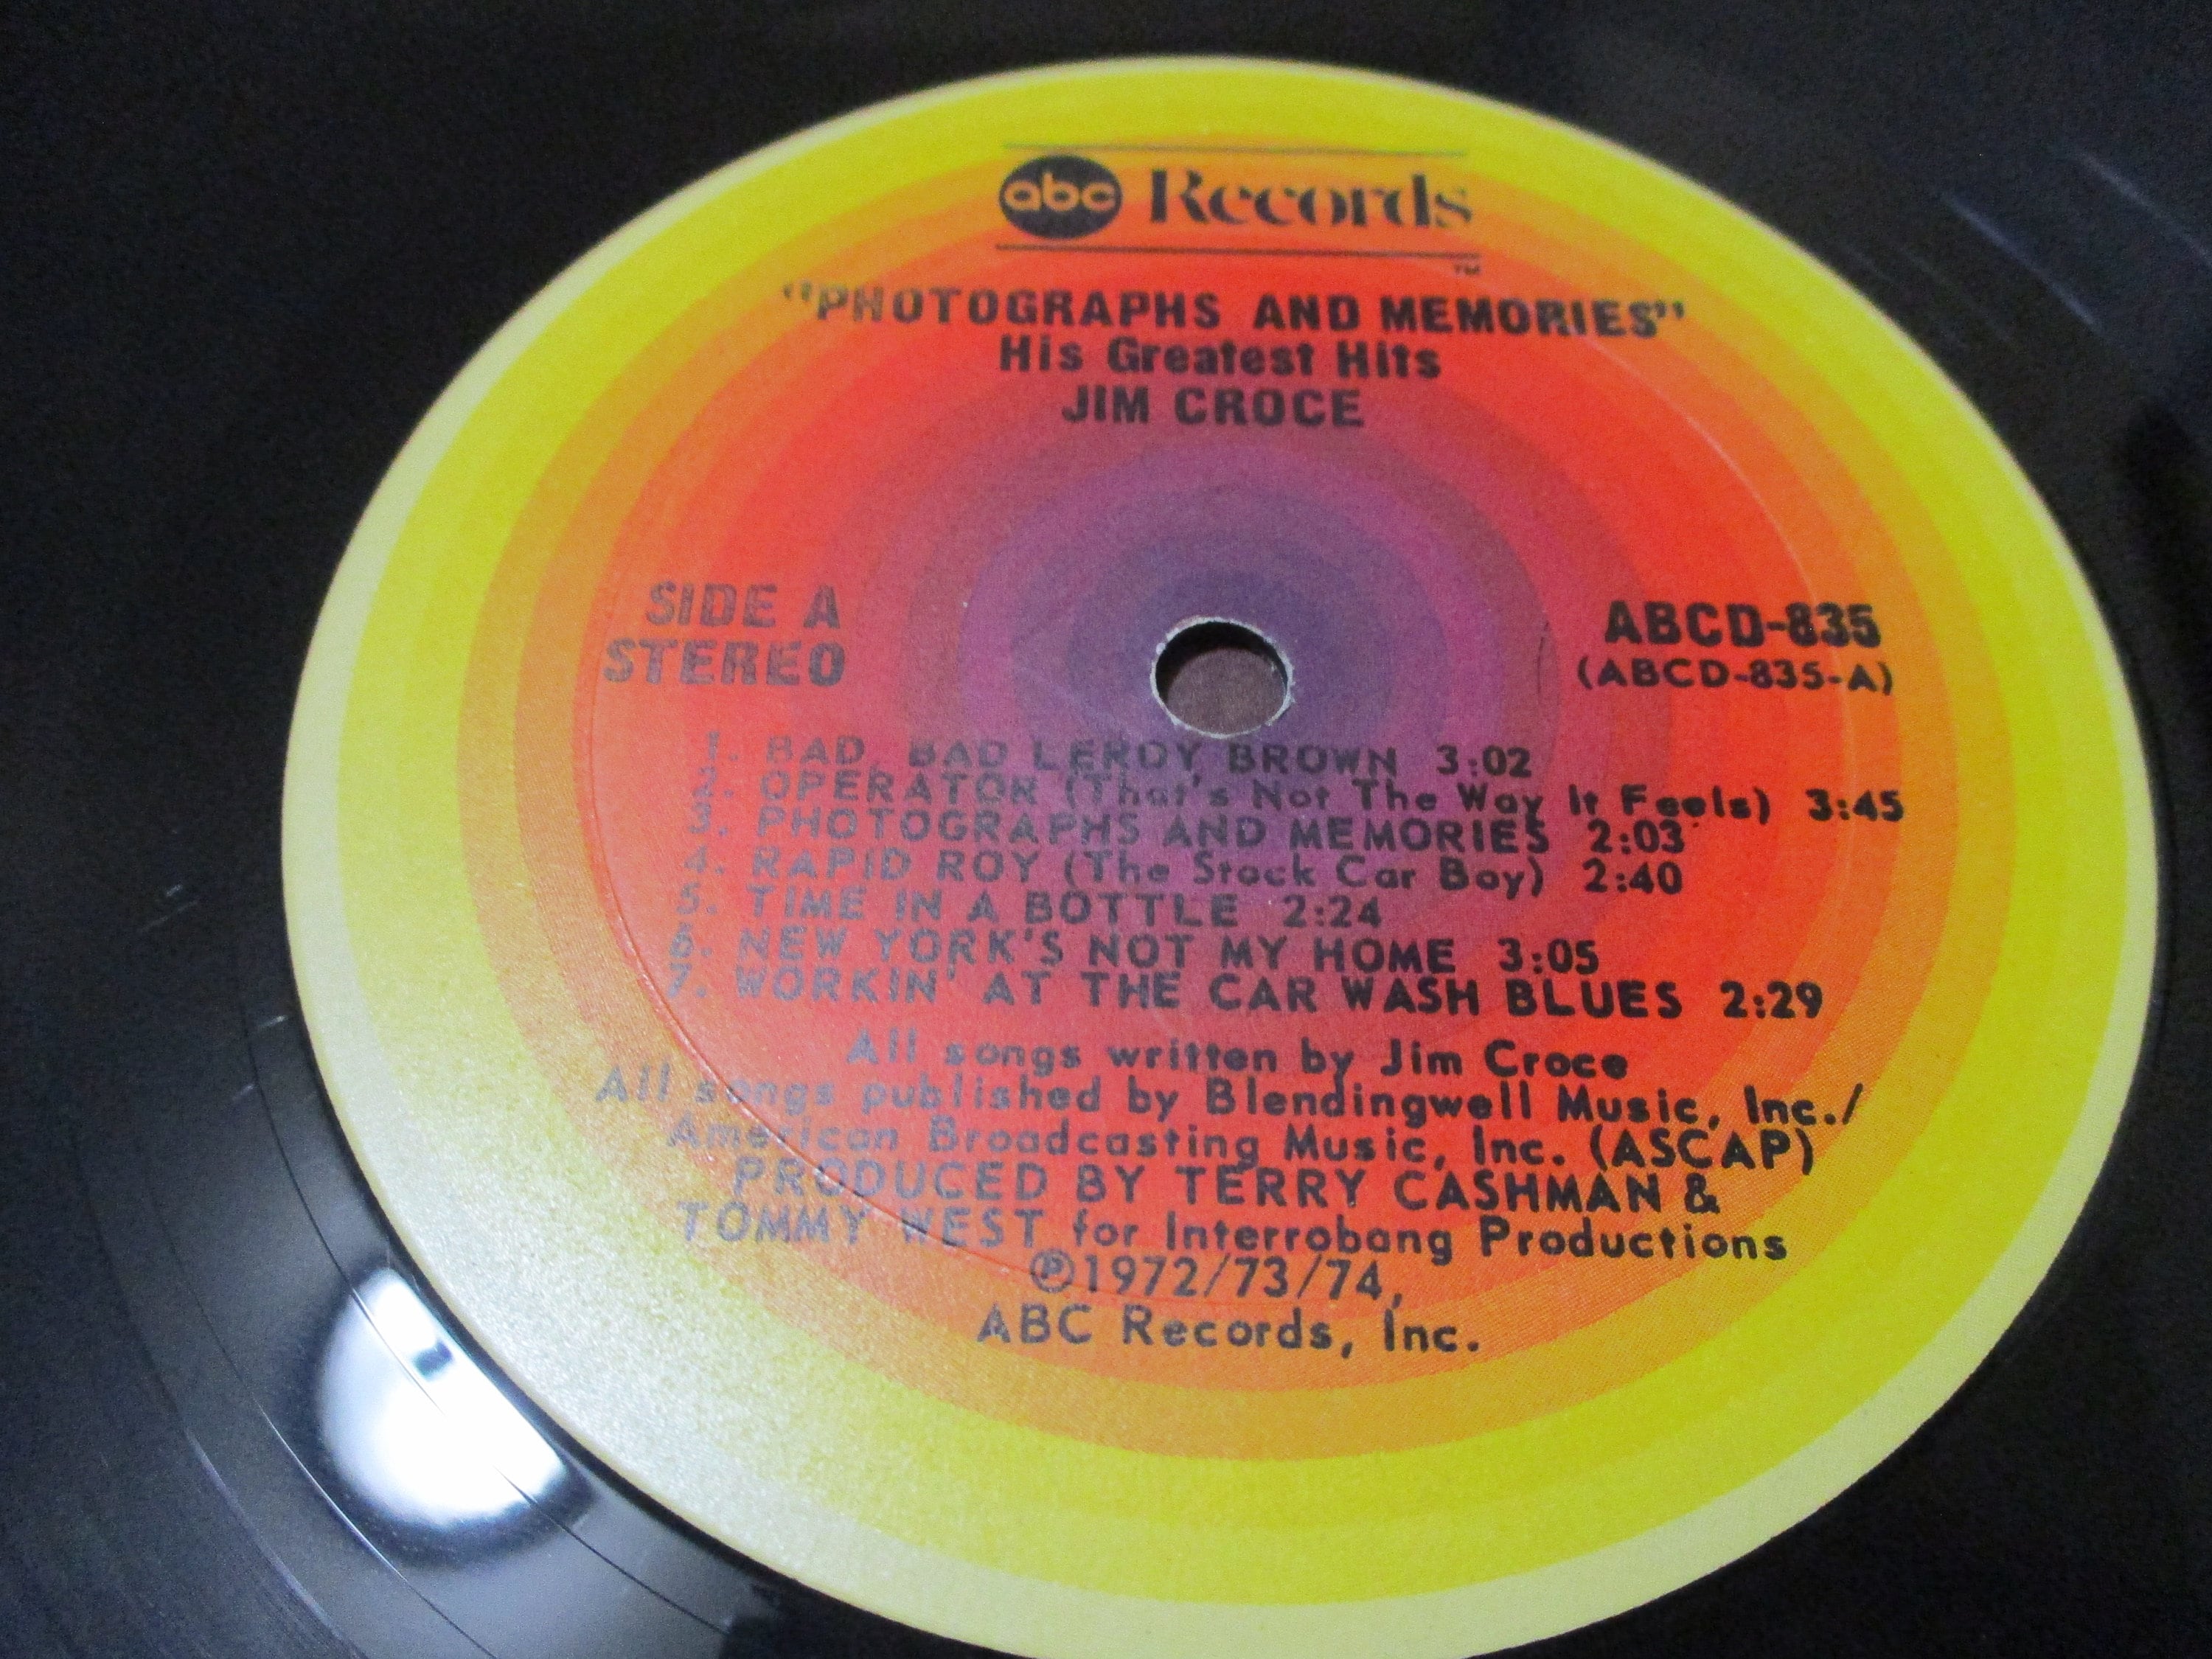 abc Records
TM
"PHOTOGRAPHS AND MEMORIES"
His Greatest Hits
JIM CROCE
SIDE A
STEREO
ABCD-835
(ABCD-835-A)
1. BAD, BAD LEROY BROWN 3:02
2. OPERATOR (That's Not The Way It Feels) 3:45
3. PHOTOGRAPHS AND MEMORIES 2:03
4. RAPID ROY (The Stock Car Boy) 2:40
5. TIME IN A BOTTLE 2:24
6. NEW YORK'S NOT MY HOME 3:05
7. WORKIN' AT THE CAR WASH BLUES 2:29
All songs written by Jim Croce
All songs published by Blendingwell Music, Inc./
American Broadcasting Music, Inc. (ASCAP)
PRODUCED BY TERRY CASHMAN &
TOMMY WEST for Interrobang Productions
℗1972/73/74,
ABC Records, Inc.